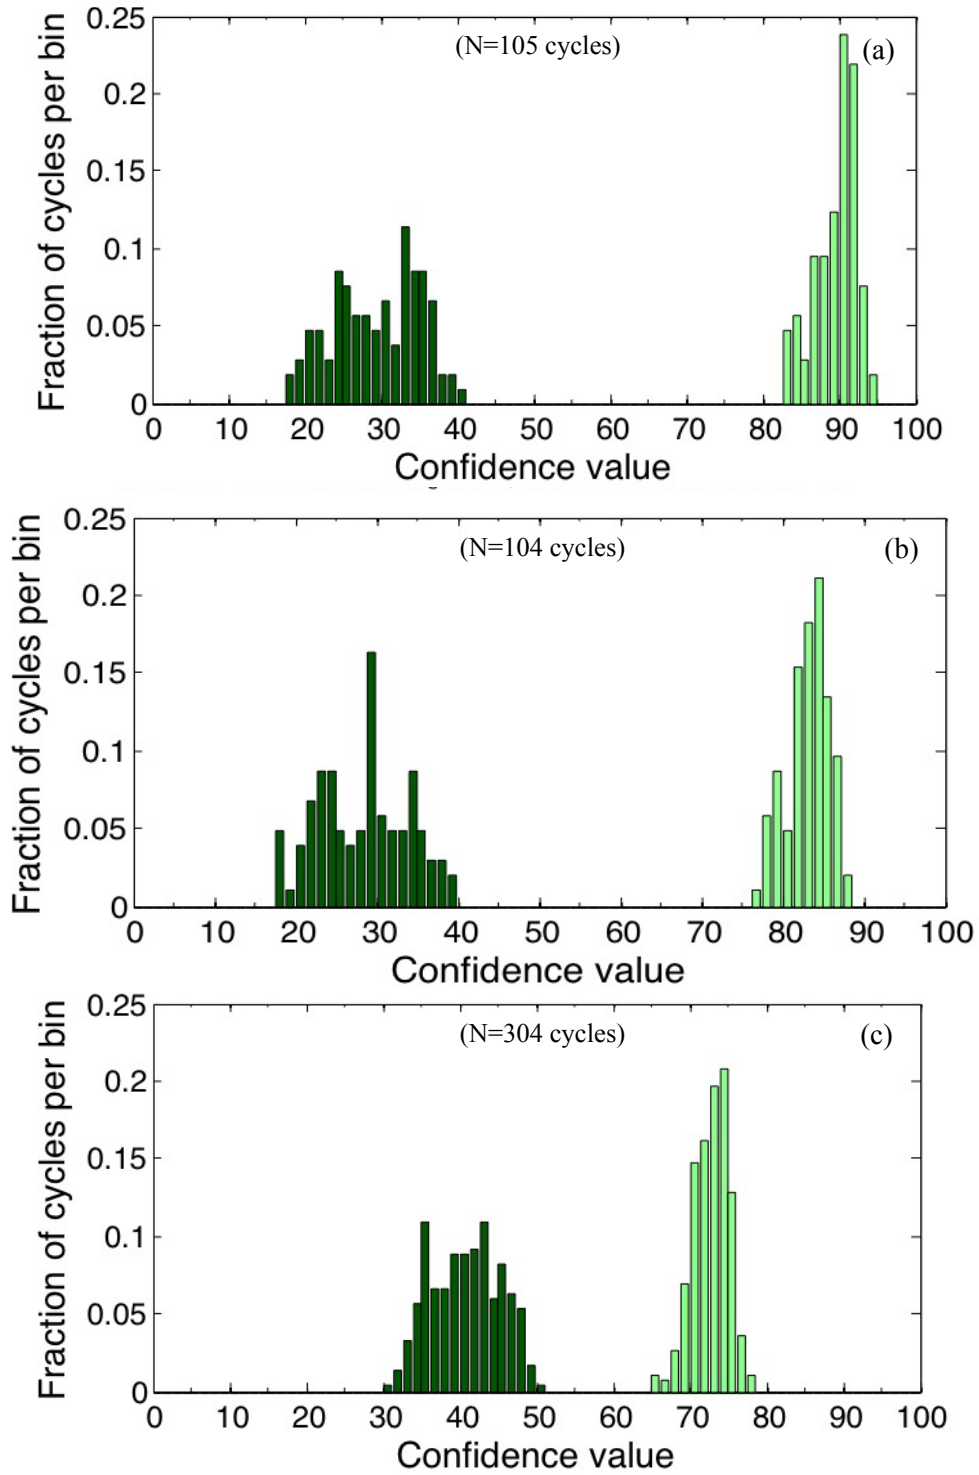 0.25
(N=105 cycles)
(a)
0.2
0.15
0.1
0.05
0
Fraction of cycles per bin
0 10 20 30 40 50 60 70 80 90 100
Confidence value
0.25
(N=104 cycles)
(b)
0.2
0.15
0.1
0.05
0
Fraction of cycles per bin
0 10 20 30 40 50 60 70 80 90 100
Confidence value
0.25
(N=304 cycles)
(c)
0.2
0.15
0.1
0.05
0
Fraction of cycles per bin
0 10 20 30 40 50 60 70 80 90 100
Confidence value